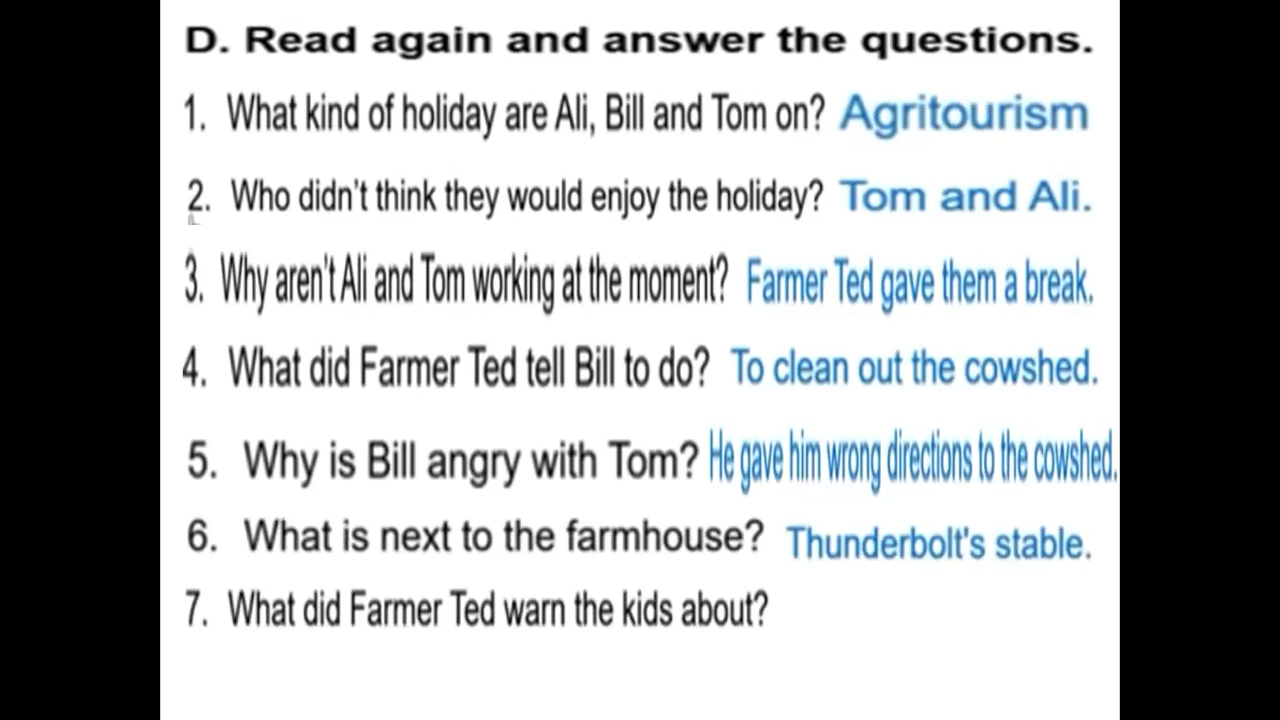 D. Read again and answer the questions.
1. What kind of holiday are Ali, Bill and Tom on? Agritourism
2. Who didn't think they would enjoy the holiday? Tom and Ali.
3. Why aren't Ali and Tom working at the moment? Farmer Ted gave them a break.
4. What did Farmer Ted tell Bill to do? To clean out the cowshed.
5. Why is Bill angry with Tom? He gave him wrong directions to the cowshed.
6. What is next to the farmhouse? Thunderbolt's stable.
7. What did Farmer Ted warn the kids about?